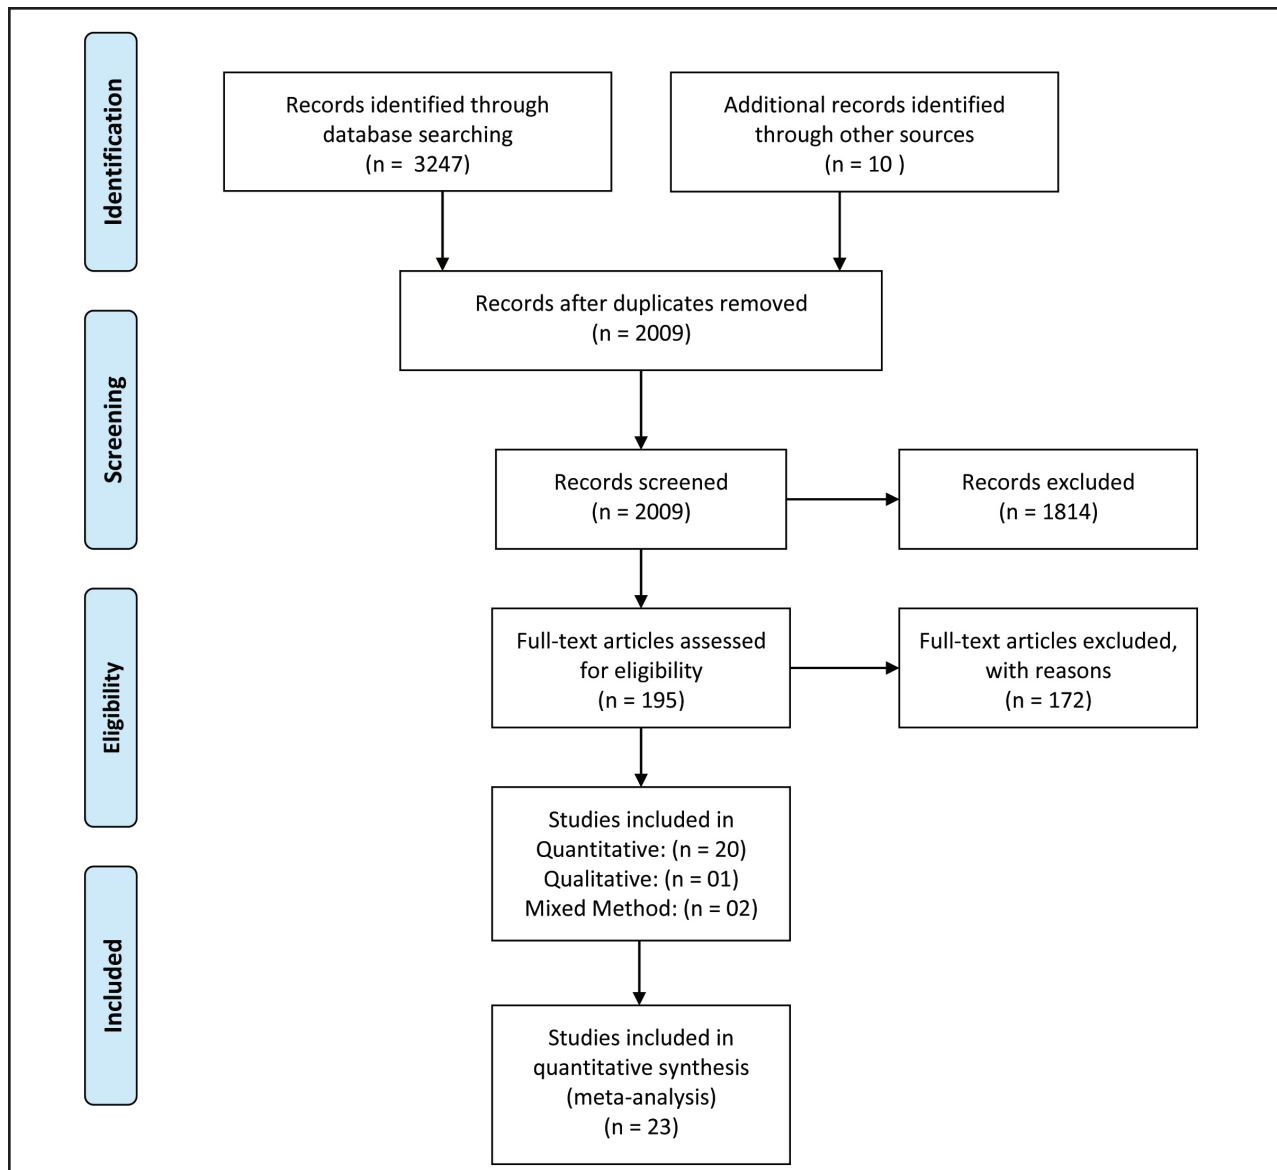 Identification
Records identified through
database searching
(n = 3247)
Additional records identified
through other sources
(n = 10 )
Records after duplicates removed
(n = 2009)
Screening
Records screened
(n = 2009)
Records excluded
(n = 1814)
Eligibility
Full-text articles assessed
for eligibility
(n = 195)
Full-text articles excluded,
with reasons
(n = 172)
Studies included in
Quantitative: (n = 20)
Qualitative: (n = 01)
Mixed Method: (n = 02)
Included
Studies included in
quantitative synthesis
(meta-analysis)
(n = 23)